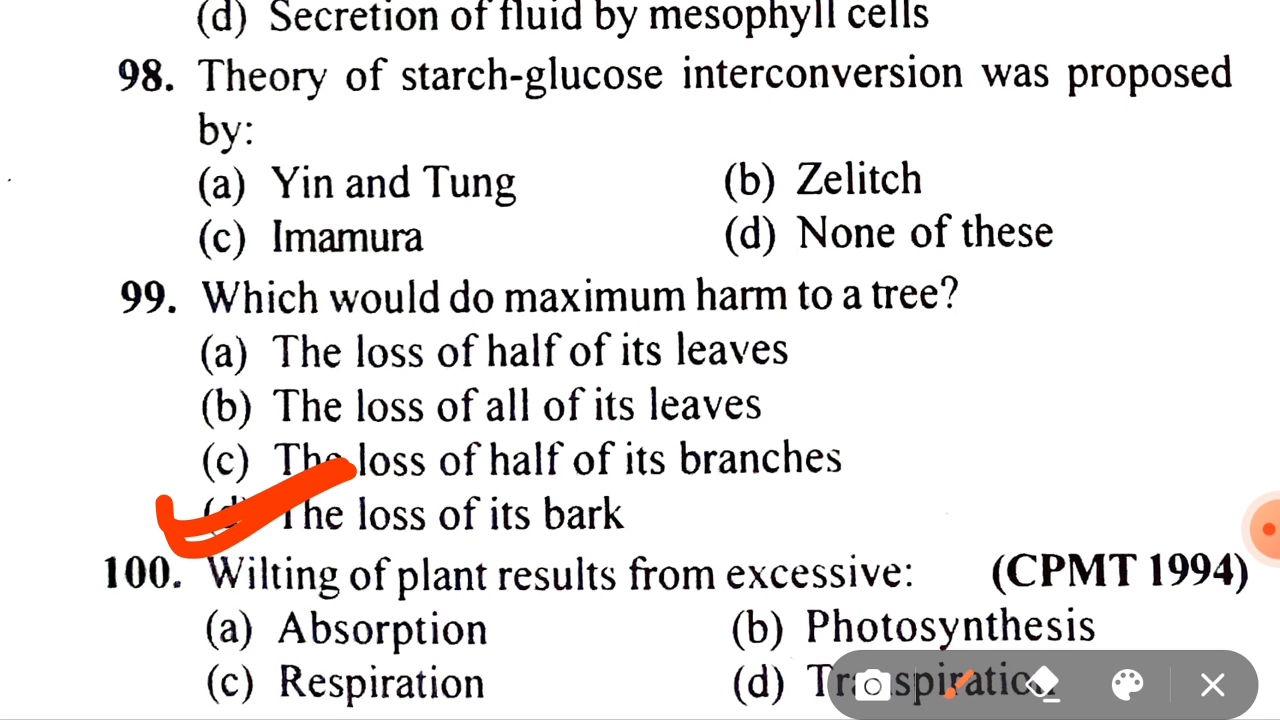 (d) Secretion of fluid by mesophyll cells
98. Theory of starch-glucose interconversion was proposed
by:
(a) Yin and Tung (b) Zelitch
(c) Imamura (d) None of these
99. Which would do maximum harm to a tree?
(a) The loss of half of its leaves
(b) The loss of all of its leaves
(c) The loss of half of its branches
(d) The loss of its bark
100. Wilting of plant results from excessive: (CPMT 1994)
(a) Absorption (b) Photosynthesis
(c) Respiration (d) Transpiration